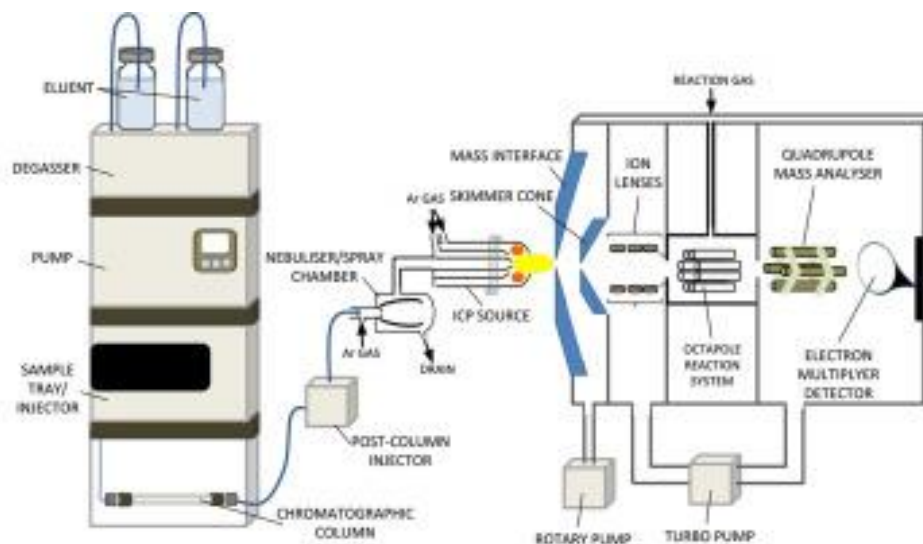 ELUENT
DEGASSER
PUMP
SAMPLE
TRAY/
INJECTOR
CHROMATOGRAPHIC
COLUMN
POST-COLUMN
INJECTOR
NEBULISER/SPRAY
CHAMBER
Ar GAS
DRAIN
Ar GAS
ICP SOURCE
MASS INTERFACE
SKIMMER CONE
ION
LENSES
REACTION GAS
OCTAPOLE
REACTION
SYSTEM
QUADRUPOLE
MASS ANALYSER
ELECTRON
MULTIPLYER
DETECTOR
ROTARY PUMP
TURBO PUMP